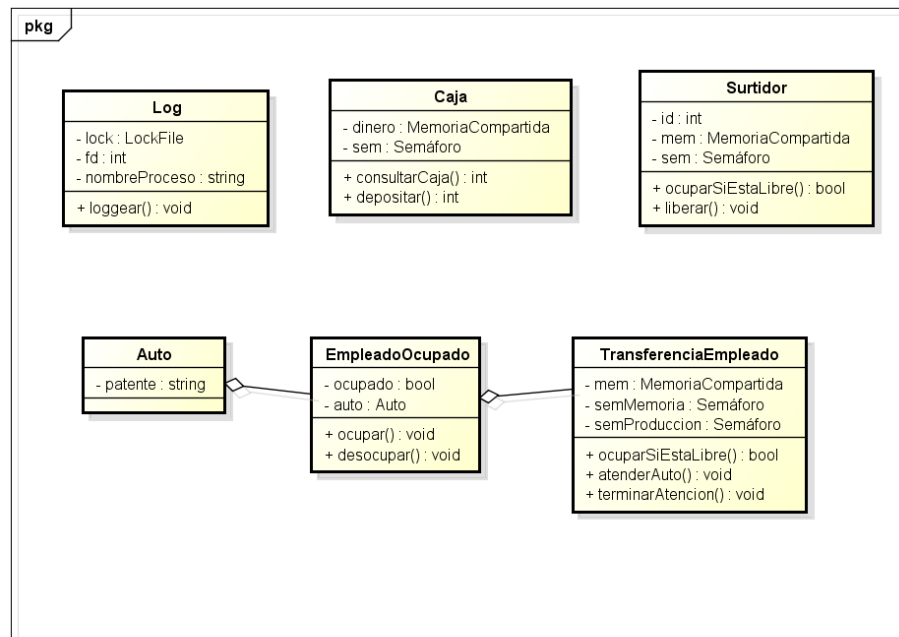 pkg
Log
- lock : LockFile
- fd : int
- nombreProceso : string
+ loggear() : void
Caja
- dinero : MemoriaCompartida
- sem : Semáforo
+ consultarCaja() : int
+ depositar() : int
Surtidor
- id : int
- mem : MemoriaCompartida
- sem : Semáforo
+ ocuparSiEstaLibre() : bool
+ liberar() : void
Auto
- patente : string
EmpleadoOcupado
- ocupado : bool
- auto : Auto
+ ocupar() : void
+ desocupar() : void
TransferenciaEmpleado
- mem : MemoriaCompartida
- semMemoria : Semáforo
- semProduccion : Semáforo
+ ocuparSiEstaLibre() : bool
+ atenderAuto() : void
+ terminarAtencion() : void